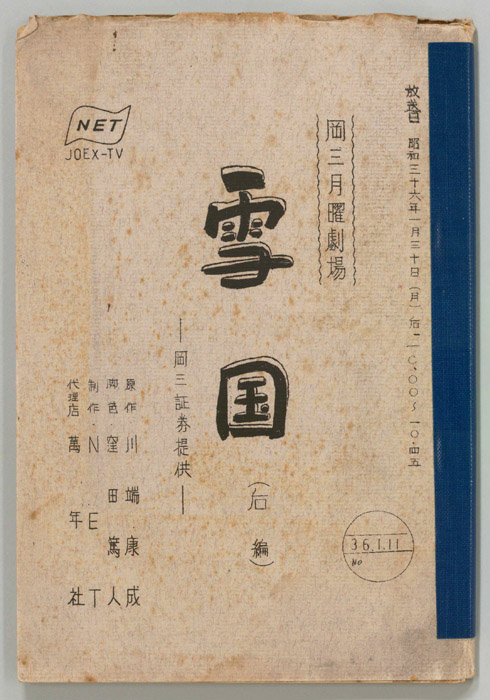 放送日 昭和三十六年一月三十日（月）后・一〇.〇〇〜一〇.四五
岡三月曜劇場
雪国
（后編）
―岡三証券提供―
原作 川端康成
脚色 窪田篤人
制作・NET
代理店 萬年社
NET
JOEX-TV
36.1.11
NO